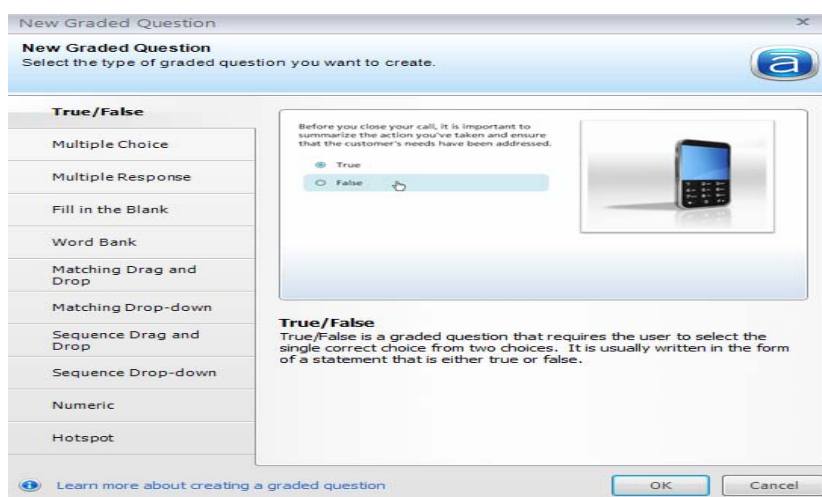 New Graded Question
New Graded Question
Select the type of graded question you want to create.
a
True/False
Multiple Choice
Multiple Response
Fill in the Blank
Word Bank
Matching Drag and
Drop
Matching Drop-down
Sequence Drag and
Drop
Sequence Drop-down
Numeric
Hotspot
Before you close your call, it is important to
summarize the action you've taken and ensure
that the customer's needs have been addressed.
True
False
True/False
True/False is a graded question that requires the user to select the
single correct choice from two choices. It is usually written in the form
of a statement that is either true or false.
Learn more about creating a graded question
OK
Cancel